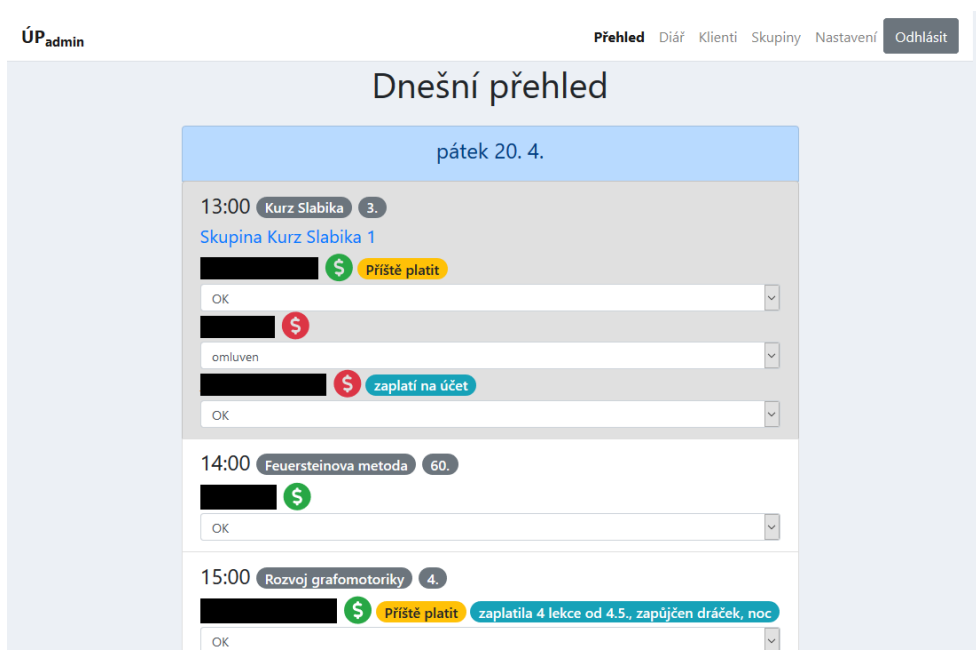 ÚPadmin Přehled Diář Klienti Skupiny Nastavení Odhlásit
Dnešní přehled
pátek 20. 4.
13:00 Kurz Slabika 3.
Skupina Kurz Slabika 1
$ Příště platit
OK
$
omluven
$ zaplatí na účet
OK
14:00 Feuersteinova metoda 60.
$
OK
15:00 Rozvoj grafomotoriky 4.
$ Příště platit zaplatila 4 lekce od 4.5., zapůjčen dráček, noc
OK